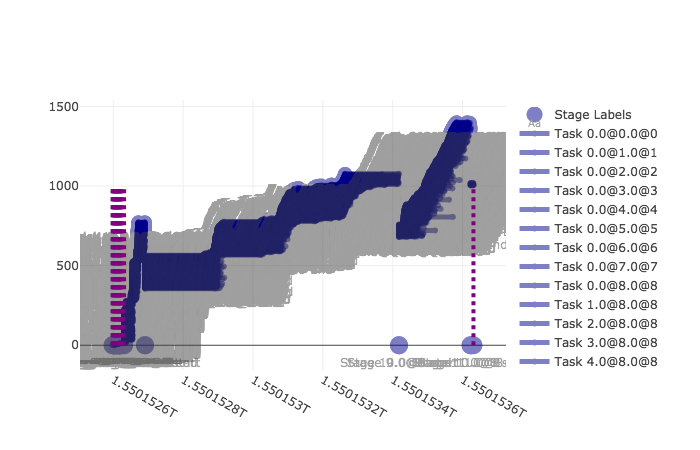 1500
1000
500
0
1.5501526T
1.5501528T
1.550153T
1.5501532T
1.5501534T
1.5501536T
Stage Labels
Aa
Task 0.0@0.0@0
Task 0.0@1.0@1
Task 0.0@2.0@2
Task 0.0@3.0@3
Task 0.0@4.0@4
Task 0.0@5.0@5
Task 0.0@6.0@6
Task 0.0@7.0@7
Task 0.0@8.0@8
Task 1.0@8.0@8
Task 2.0@8.0@8
Task 3.0@8.0@8
Task 4.0@8.0@8